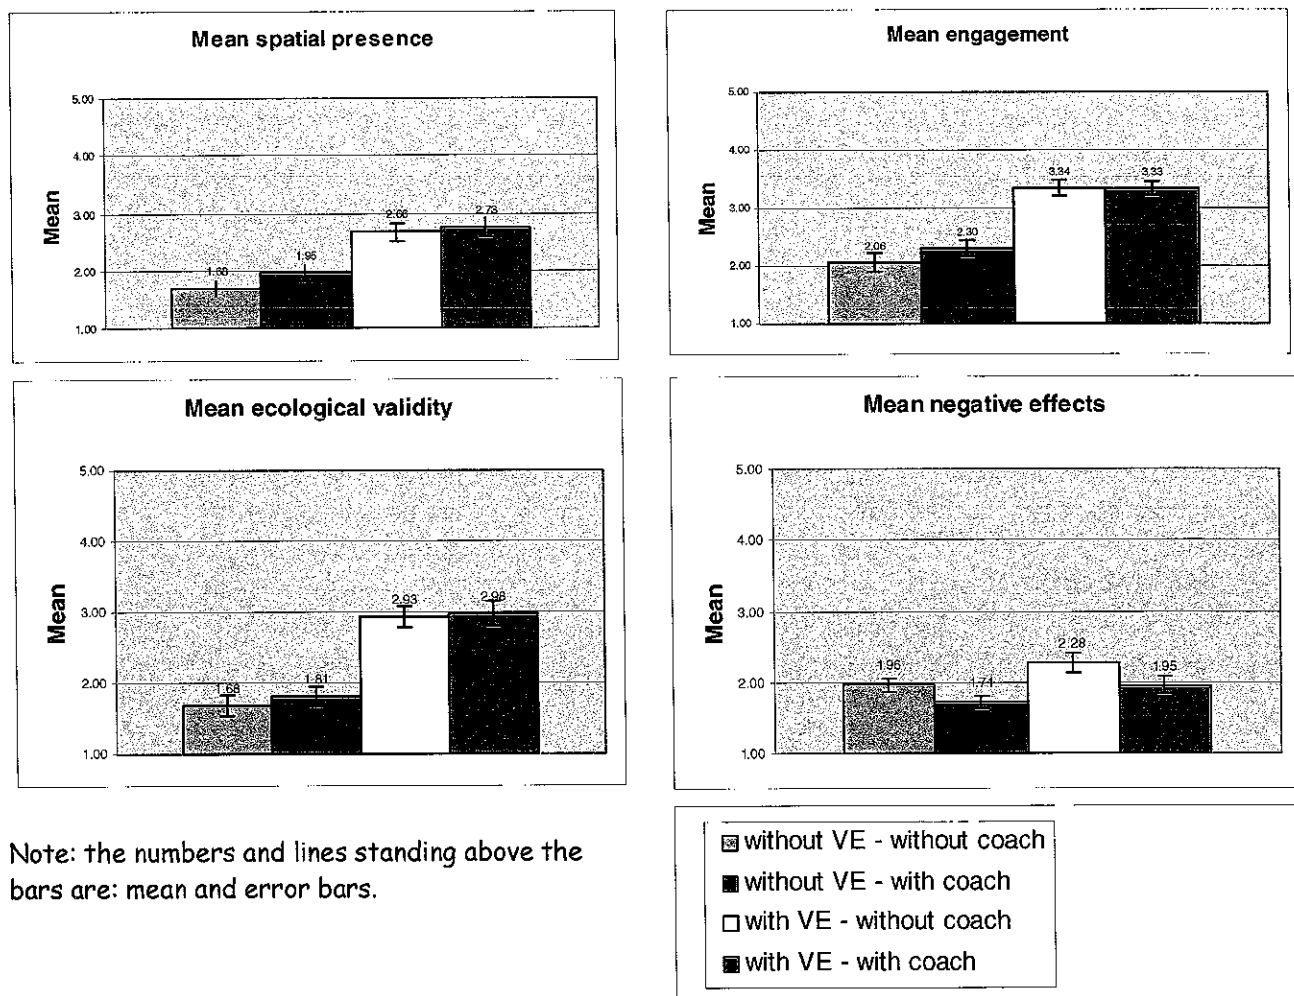 Mean spatial presence
5.00
4.00
3.00
2.00
1.00
Mean
1.95
2.73
Mean engagement
5.00
4.00
3.00
2.00
1.00
Mean
2.06
2.30
3.34
3.33
Mean ecological validity
5.00
4.00
3.00
2.00
1.00
Mean
1.68
1.81
2.93
2.98
Mean negative effects
5.00
4.00
3.00
2.00
1.00
Mean
1.96
1.71
2.28
1.95
Note: the numbers and lines standing above the
bars are: mean and error bars.
without VE - without coach
without VE - with coach
with VE - without coach
with VE - with coach